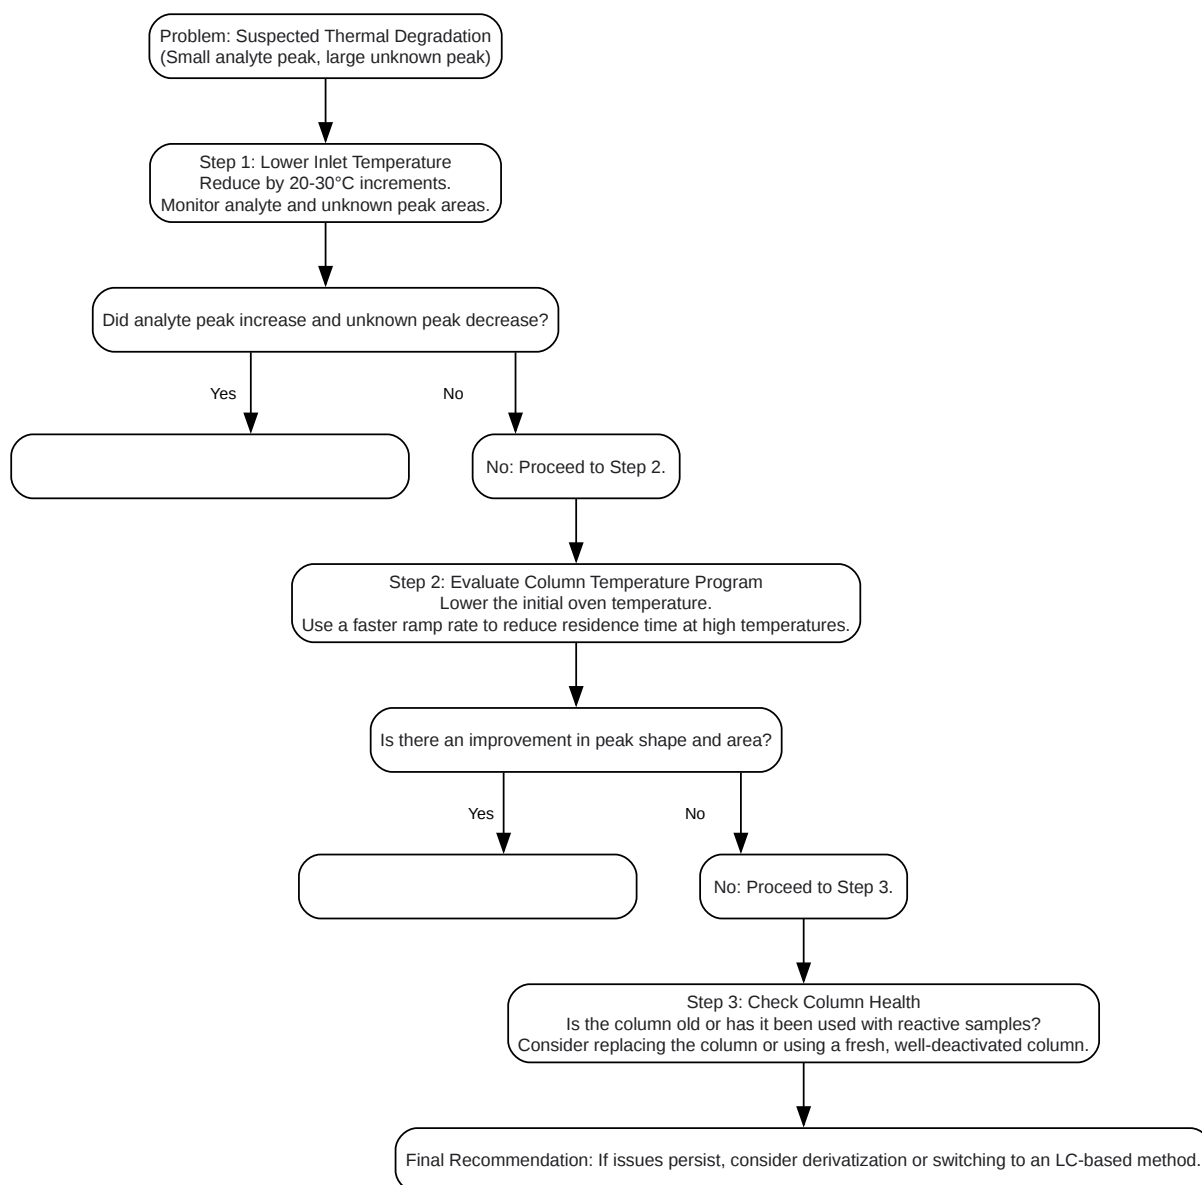 Problem: Suspected Thermal Degradation
(Small analyte peak, large unknown peak)
Step 1: Lower Inlet Temperature
Reduce by 20-30°C increments.
Monitor analyte and unknown peak areas.
Did analyte peak increase and unknown peak decrease?
Yes
No
No: Proceed to Step 2.
Step 2: Evaluate Column Temperature Program
Lower the initial oven temperature.
Use a faster ramp rate to reduce residence time at high temperatures.
Is there an improvement in peak shape and area?
Yes
No
No: Proceed to Step 3.
Step 3: Check Column Health
Is the column old or has it been used with reactive samples?
Consider replacing the column or using a fresh, well-deactivated column.
Final Recommendation: If issues persist, consider derivatization or switching to an LC-based method.